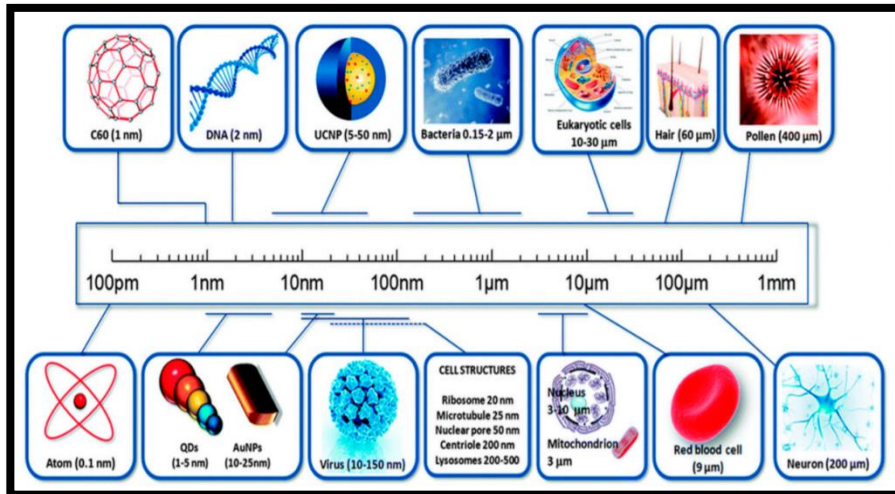 C60 (1 nm)
DNA (2 nm)
UCNP (5-50 nm)
Bacteria 0.15-2 µm
Eukaryotic cells
10-30 µm
Hair (60 µm)
Pollen (400 µm)
100pm 1nm 10nm 100nm 1µm 10µm 100µm 1mm
Atom (0.1 nm)
QDs
(1-5 nm)
AuNPs
(10-25nm)
Virus (10-150 nm)
CELL STRUCTURES
Ribosome 20 nm
Microtubule 25 nm
Nuclear pore 50 nm
Centriole 200 nm
Lysosomes 200-500
Nucleus
3-10 µm
Mitochondrion
3 µm
Red blood cell
(9 µm)
Neuron (200 µm)